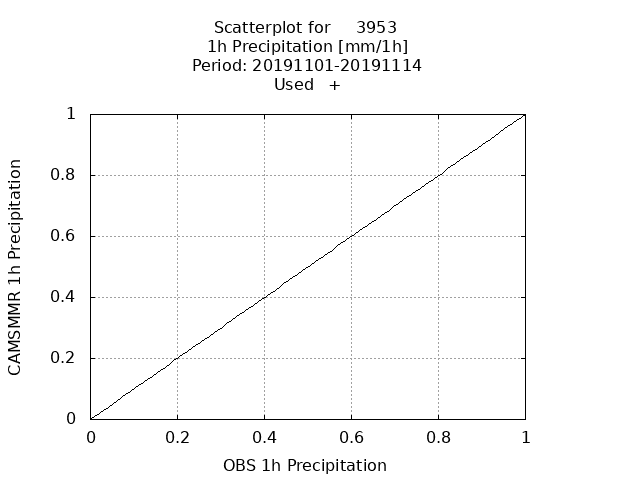 Scatterplot for     3953
1h Precipitation [mm/1h]
Period: 20191101-20191114
Used   +
1
0.8
0.6
0.4
0.2
0
0 0.2 0.4 0.6 0.8 1
CAMSMMR 1h Precipitation
OBS 1h Precipitation